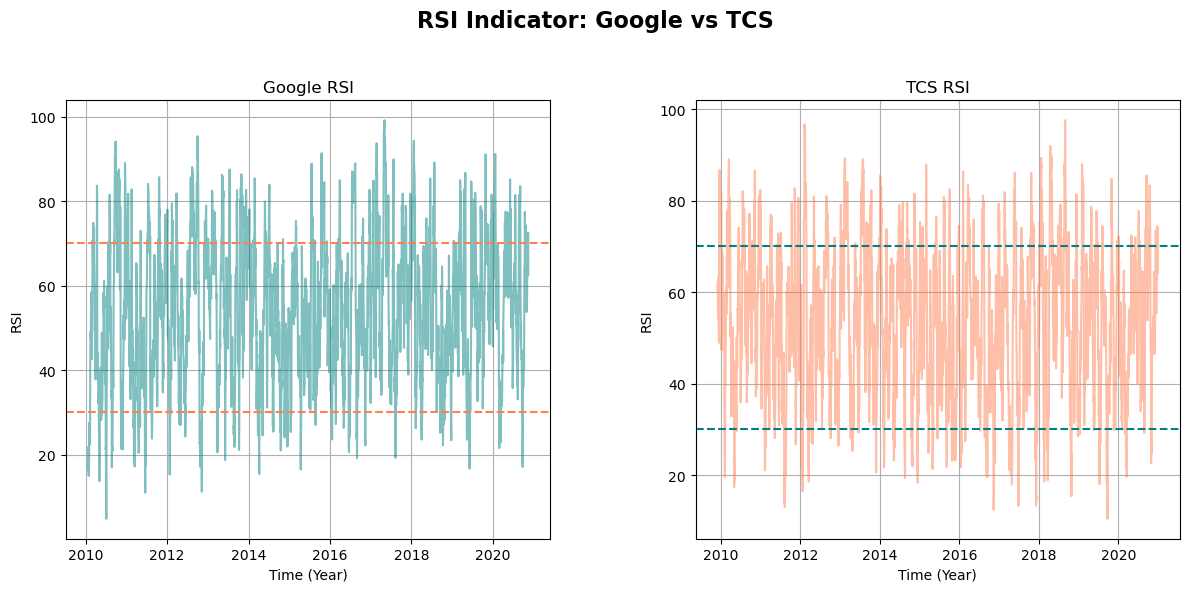 RSI Indicator: Google vs TCS
Google RSI
100
80
60
40
20
RSI
2010 2012 2014 2016 2018 2020
Time (Year)
TCS RSI
100
80
60
40
20
RSI
2010 2012 2014 2016 2018 2020
Time (Year)